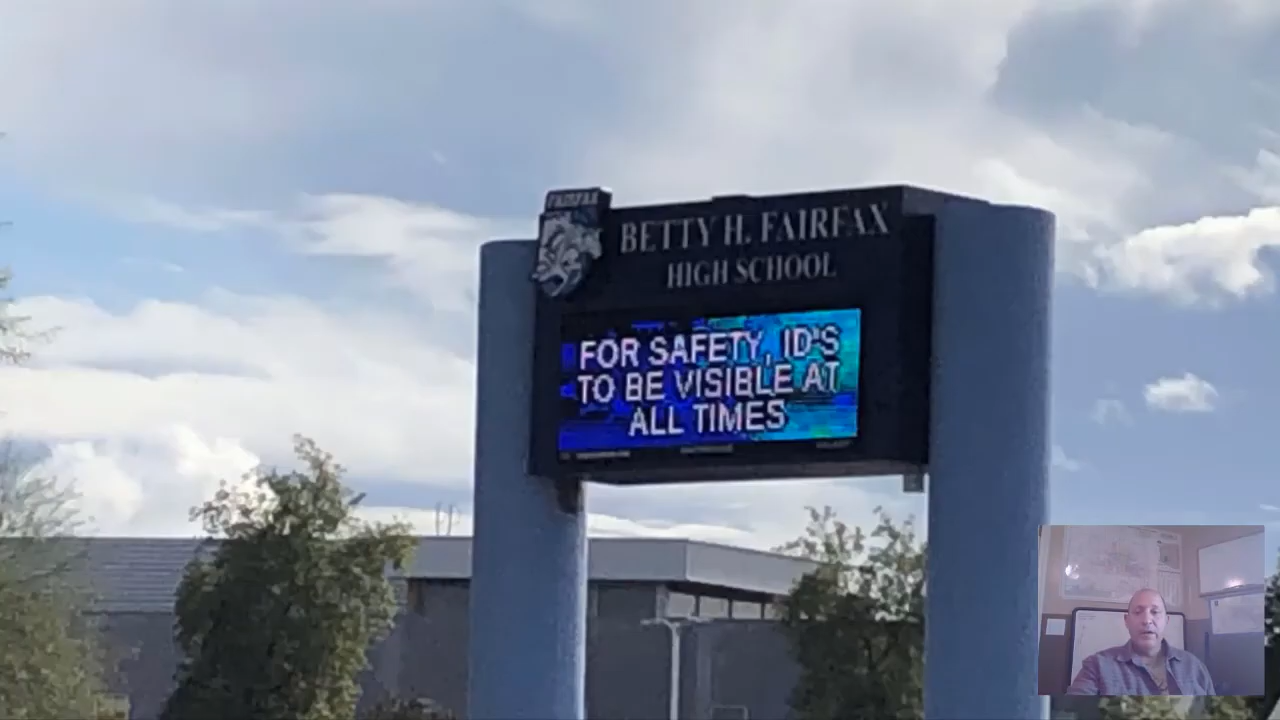 FAIRFAX
BETTY H. FAIRFAX
HIGH SCHOOL
FOR SAFETY, ID'S
TO BE VISIBLE AT
ALL TIMES